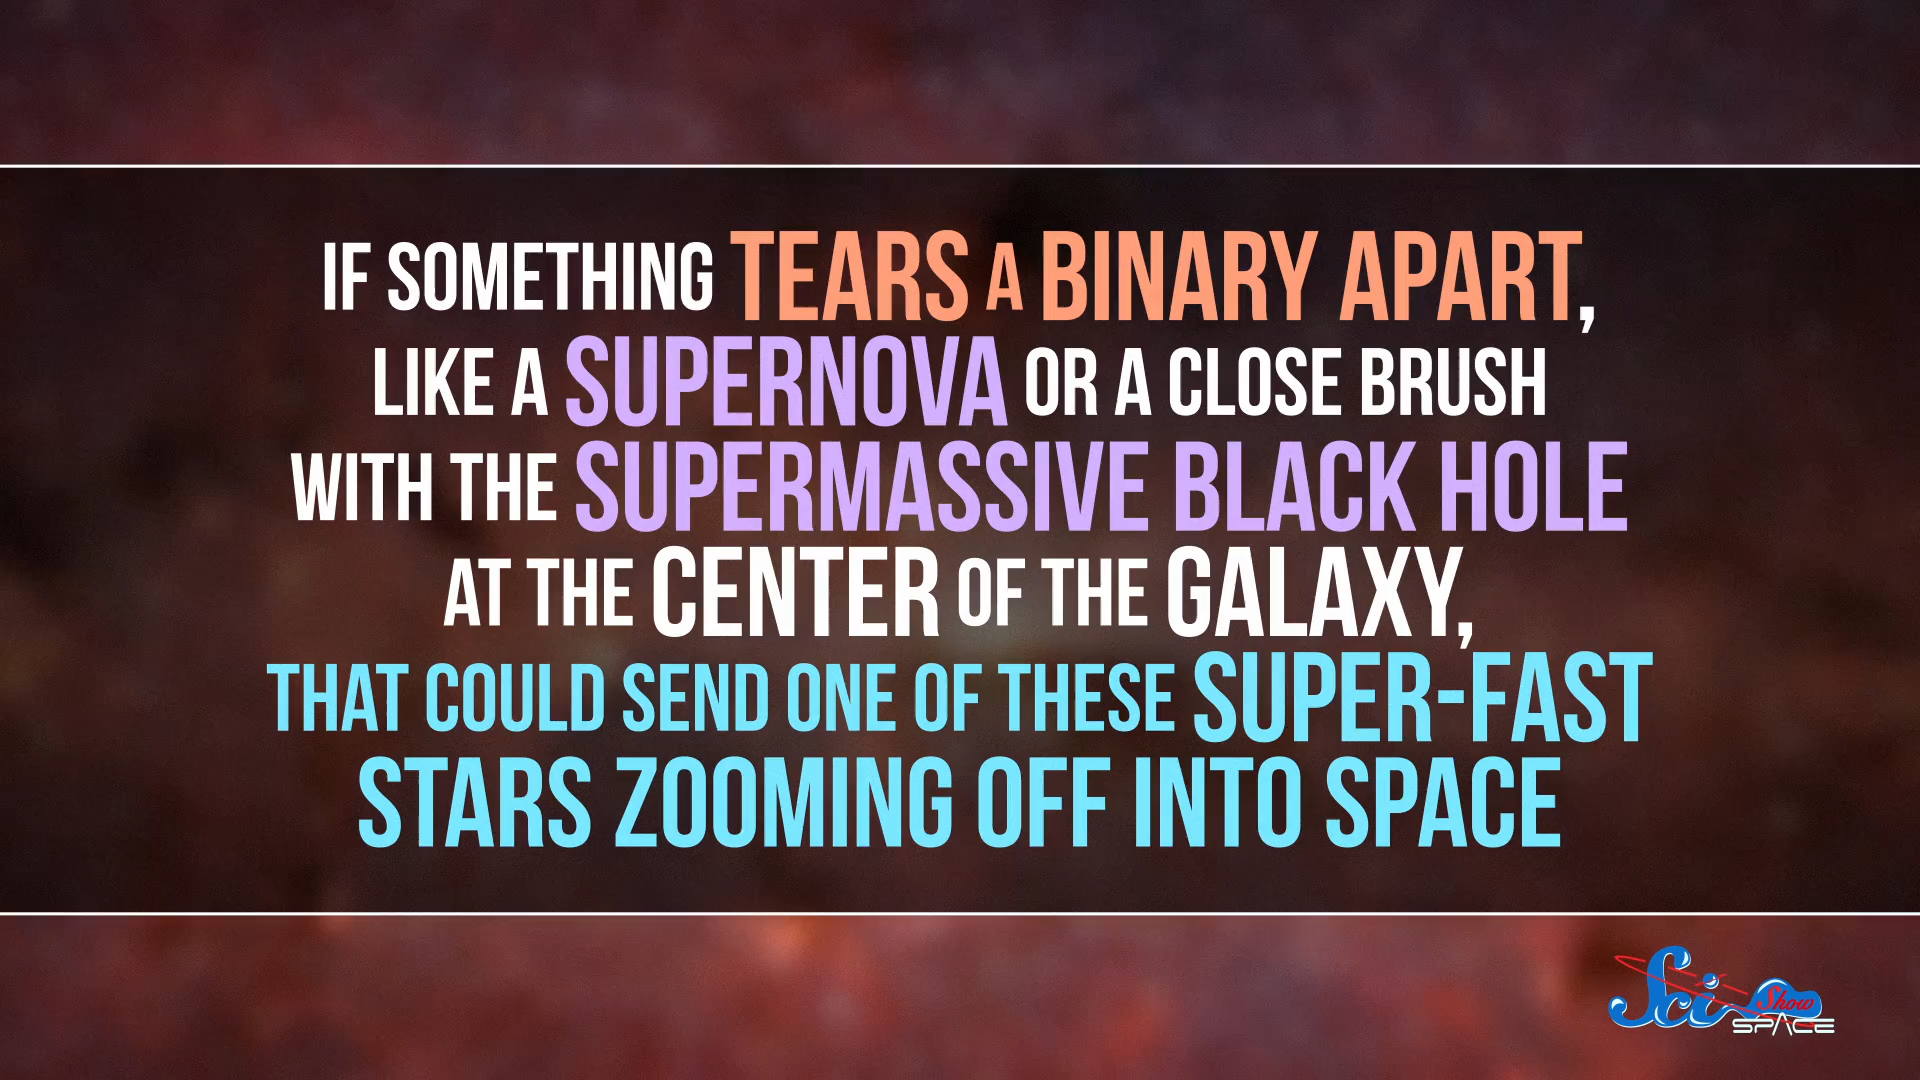 IF SOMETHING TEARS A BINARY APART,
LIKE A SUPERNOVA OR A CLOSE BRUSH
WITH THE SUPERMASSIVE BLACK HOLE
AT THE CENTER OF THE GALAXY,
THAT COULD SEND ONE OF THESE SUPER-FAST
STARS ZOOMING OFF INTO SPACE
Sci Show
SPACE